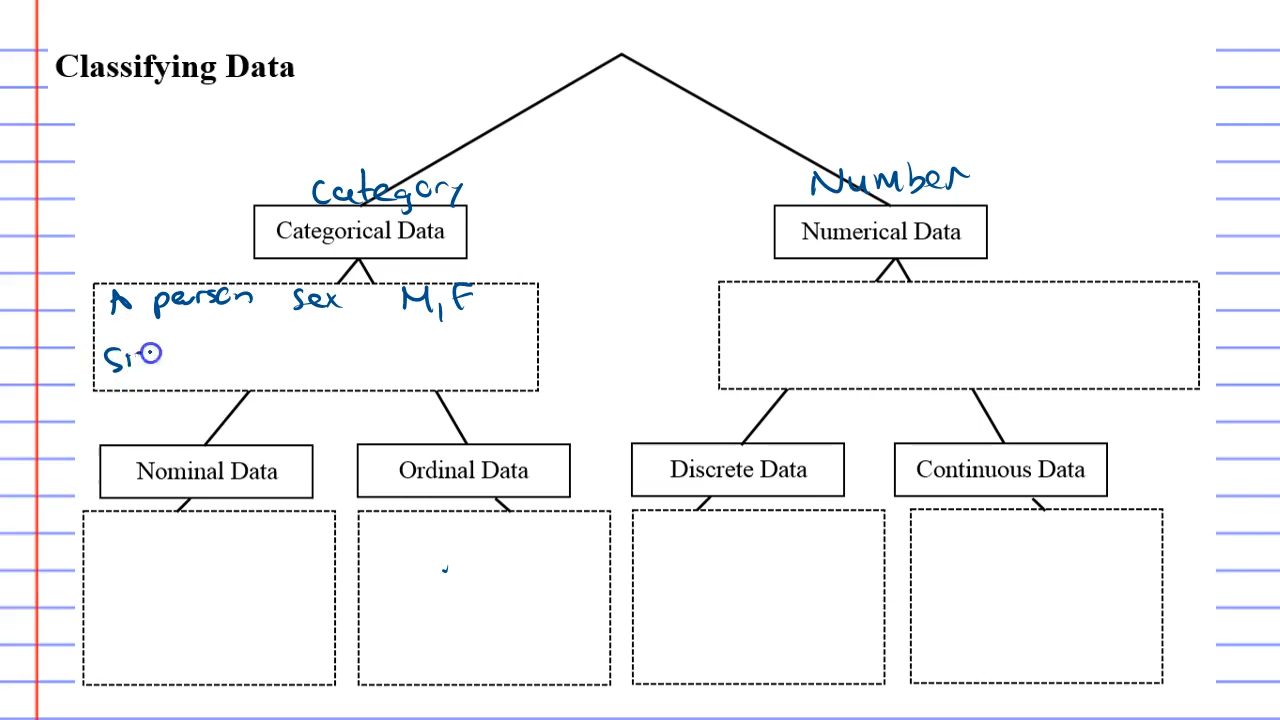 Classifying Data
Category
Number
Categorical Data
Numerical Data
A person sex M, F
Nominal Data
Ordinal Data
Discrete Data
Continuous Data